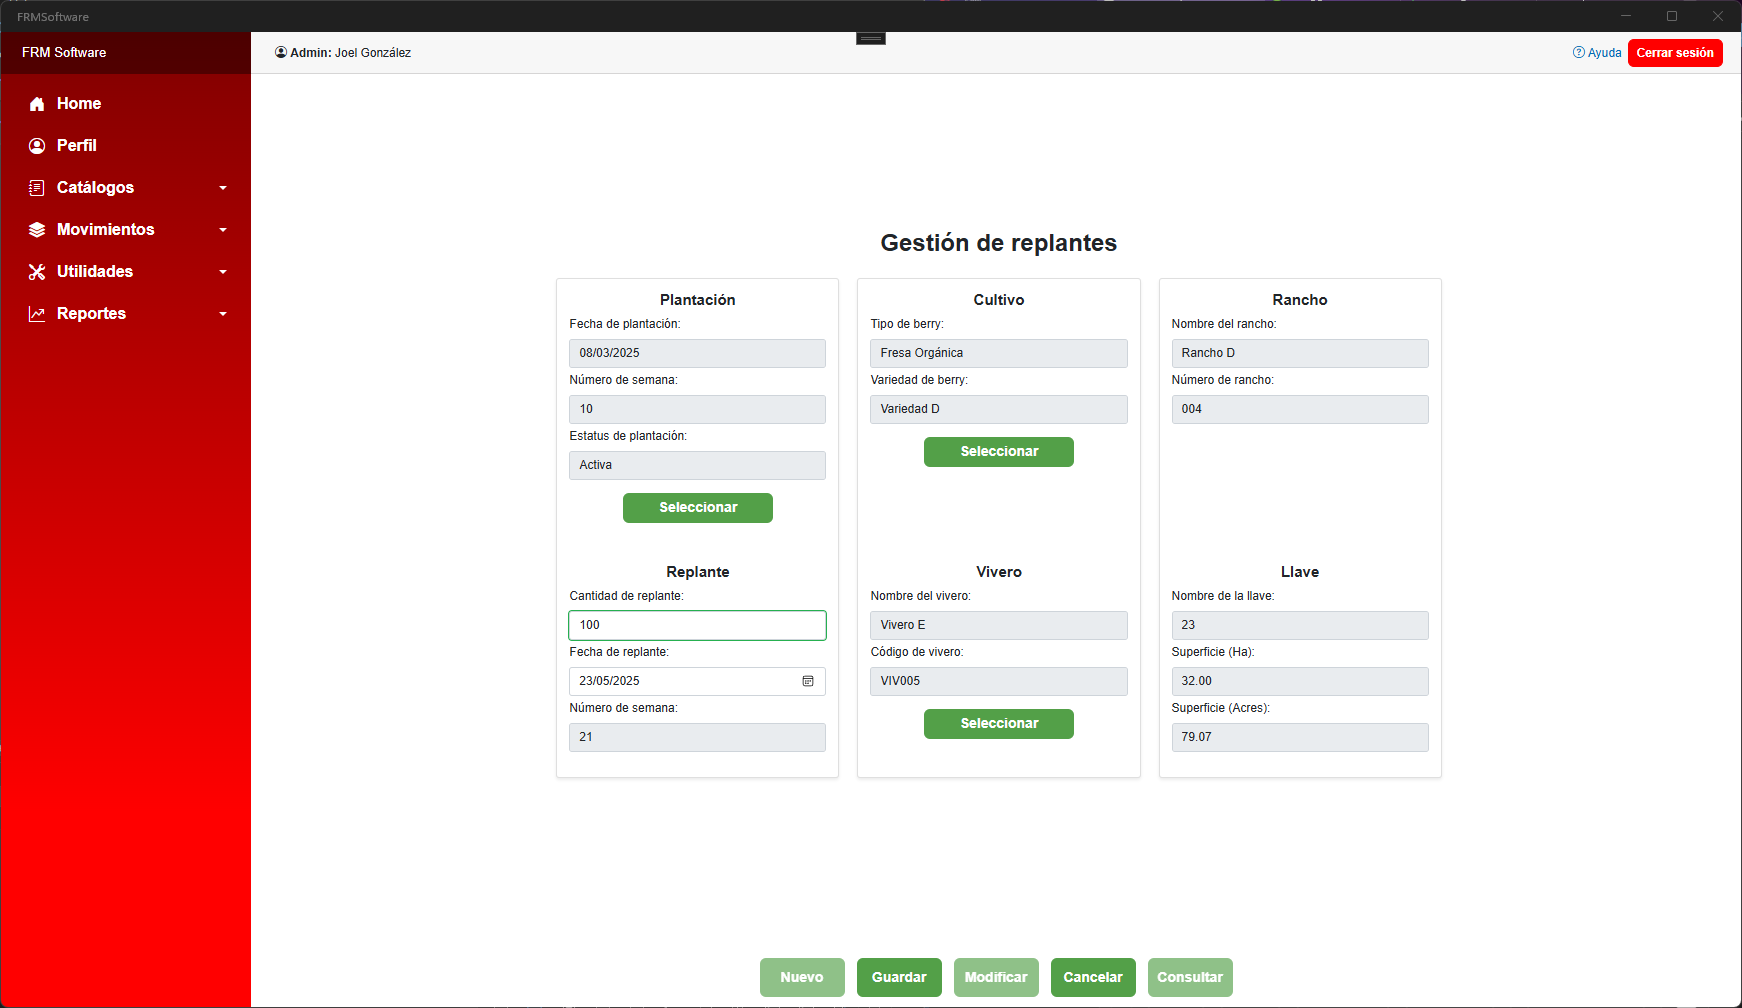 FRMSoftware
FRM Software
Admin: Joel González
Ayuda
Cerrar sesión
Home
Perfil
Catálogos
Movimientos
Utilidades
Reportes
Gestión de replantes
Plantación
Fecha de plantación:
08/03/2025
Número de semana:
10
Estatus de plantación:
Activa
Seleccionar
Cultivo
Tipo de berry:
Fresa Orgánica
Variedad de berry:
Variedad D
Seleccionar
Rancho
Nombre del rancho:
Rancho D
Número de rancho:
004
Replante
Cantidad de replante:
100
Fecha de replante:
23/05/2025
Número de semana:
21
Vivero
Nombre del vivero:
Vivero E
Código de vivero:
VIV005
Seleccionar
Llave
Nombre de la llave:
23
Superficie (Ha):
32.00
Superficie (Acres):
79.07
Nuevo
Guardar
Modificar
Cancelar
Consultar